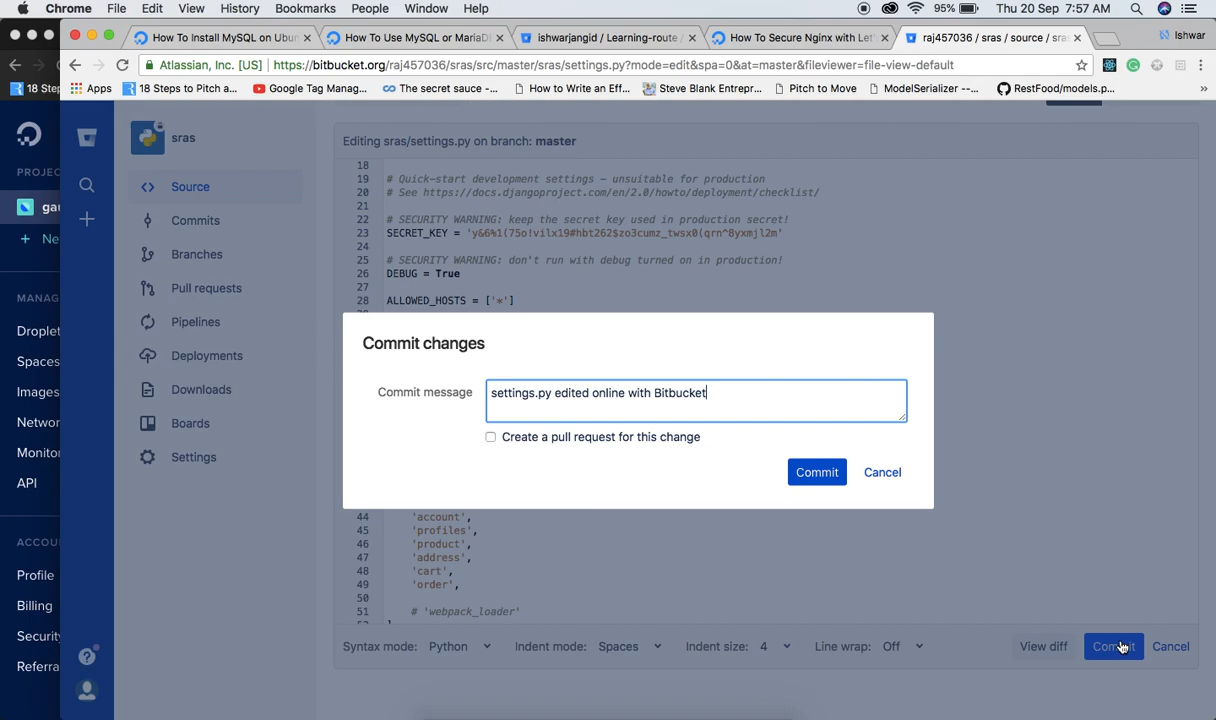 Chrome File Edit View History Bookmarks People Window Help 95% Thu 20 Sep 7:57 AM
How To Install MySQL on Ubun
How To Use MySQL or MariaD
ishwarjangid / Learning-route /
How To Secure Nginx with Let'
raj457036 / sras / source / sra
Ishwar
Atlassian, Inc. [US] https://bitbucket.org/raj457036/sras/src/master/sras/settings.py?mode=edit&spa=0&at=master&fileviewer=file-view-default
18 Ste
Apps 18 Steps to Pitch a... Google Tag Manag... The secret sauce -... How to Write an Eff... Steve Blank Entrepr... Pitch to Move ModelSerializer --... RestFood/models.p... »
PROJEC
gau
+ Ne
MANAG
Droplet
Spaces
Images
Networ
Monito
API
ACCOU
Profile
Billing
Security
Referra
sras
Source
Commits
Branches
Pull requests
Pipelines
Deployments
Downloads
Boards
Settings
Editing sras/settings.py on branch: master
18
19 # Quick-start development settings - unsuitable for production
20 # See https://docs.djangoproject.com/en/2.0/howto/deployment/checklist/
21
22 # SECURITY WARNING: keep the secret key used in production secret!
23 SECRET_KEY = 'y&6%1(75o!vilx19#hbt262$zo3cumz_twsx0(qrn^8yxmjl2m'
24
25 # SECURITY WARNING: don't run with debug turned on in production!
26 DEBUG = True
27
28 ALLOWED_HOSTS = ['*']
Commit changes
Commit message settings.py edited online with Bitbucket
Create a pull request for this change
Commit Cancel
44 'account',
45 'profiles',
46 'product',
47 'address',
48 'cart',
49 'order',
50
51 # 'webpack_loader'
Syntax mode: Python Indent mode: Spaces Indent size: 4 Line wrap: Off View diff Commit Cancel